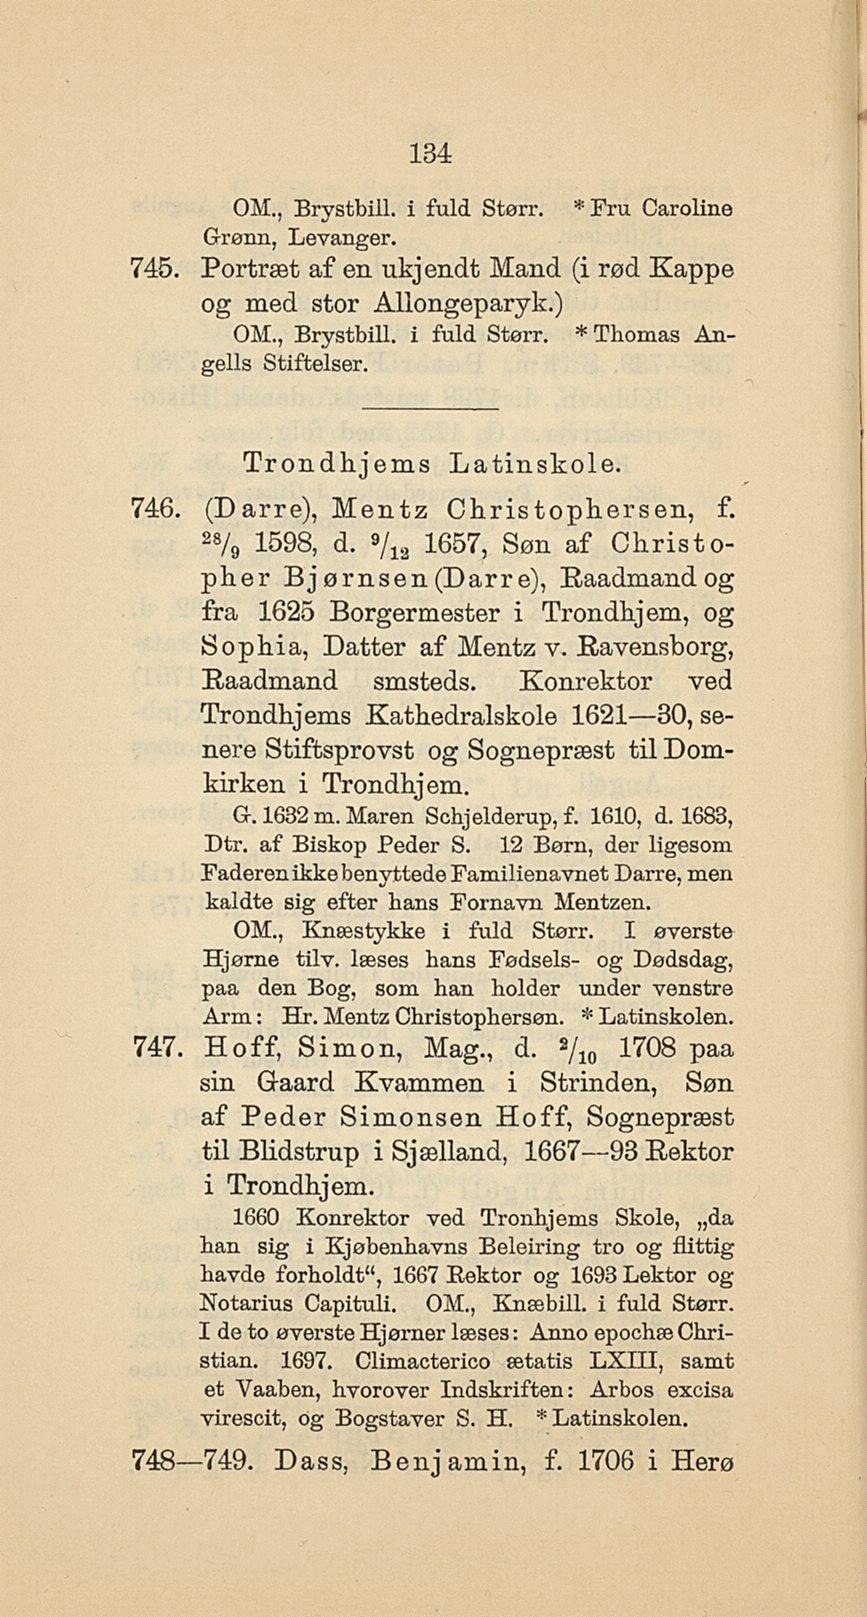 134
OM., Brystbill. i fuld Størr. * Fru Caroline
Grønn, Levanger.
745. Portræt af en ukjendt Mand (i rød Kappe
og med stor Allongeparyk.)
OM., Brystbill. i fuld Størr. * Thomas An-
gells Stiftelser.
Trondhjems Latinskole.
746. (Darre), Mentz Christophersen, f.
28/9 1598, d. 9/12 1657, Søn af Christo-
pher Bjørnsen (Darre), Raadmand og
fra 1625 Borgermester i Trondhjem, og
Sophia, Datter af Mentz v. Ravensborg,
Raadmand smsteds. Konrektor ved
Trondhjems Kathedralskole 1621—30, se-
nere Stiftsprovst og Sognepræst til Dom-
kirken i Trondhjem.
G. 1632 m. Maren Schjelderup, f. 1610, d. 1683,
Dtr. af Biskop Peder S. 12 Børn, der ligesom
Faderen ikke benyttede Familienavnet Darre, men
kaldte sig efter hans Fornavn Mentzen.
OM., Knæstykke i fuld Størr. I øverste
Hjørne tilv. læses hans Fødsels- og Dødsdag,
paa den Bog, som han holder under venstre
Arm: Hr. Mentz Christophersøn. * Latinskolen.
747. Hoff, Simon, Mag., d. 2/10 1708 paa
sin Gaard Kvammen i Strinden, Søn
af Peder Simonsen Hoff, Sognepræst
til Blidstrup i Sjælland, 1667—93 Rektor
i Trondhjem.
1660 Konrektor ved Tronhjems Skole, „da
han sig i Kjøbenhavns Beleiring tro og flittig
havde forholdt“, 1667 Rektor og 1693 Lektor og
Notarius Capituli. OM., Knæbill. i fuld Størr.
I de to øverste Hjørner læses: Anno epochæ Chri-
stian. 1697. Climacterico ætatis LXIII, samt
et Vaaben, hvorover Indskriften: Arbos excisa
virescit, og Bogstaver S. H. * Latinskolen.
748—749. Dass, Benjamin, f. 1706 i Herø